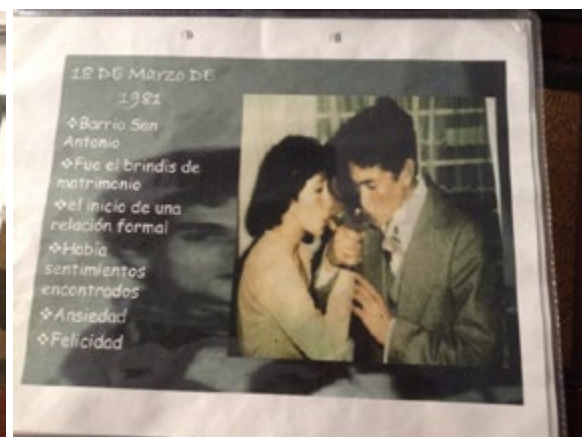 18 DE Marzo DE
1981
❖Barrio San
Antonio
❖Fue el brindis de
matrimonio
❖el inicio de una
relación formal
❖Había
sentimientos
encontrados
❖Ansiedad
❖Felicidad